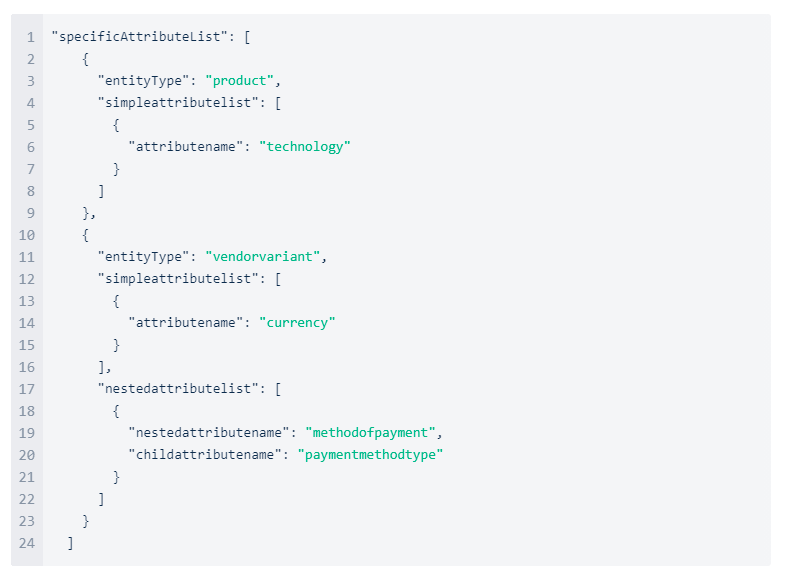 1 "specificAttributeList": [
2     {
3       "entityType": "product",
4       "simpleattributelist": [
5         {
6           "attributename": "technology"
7         }
8       ]
9     },
10     {
11       "entityType": "vendorvariant",
12       "simpleattributelist": [
13         {
14           "attributename": "currency"
15         }
16       ],
17       "nestedattributelist": [
18         {
19           "nestedattributename": "methodofpayment",
20           "childattributename": "paymentmethodtype"
21         }
22       ]
23     }
24   ]